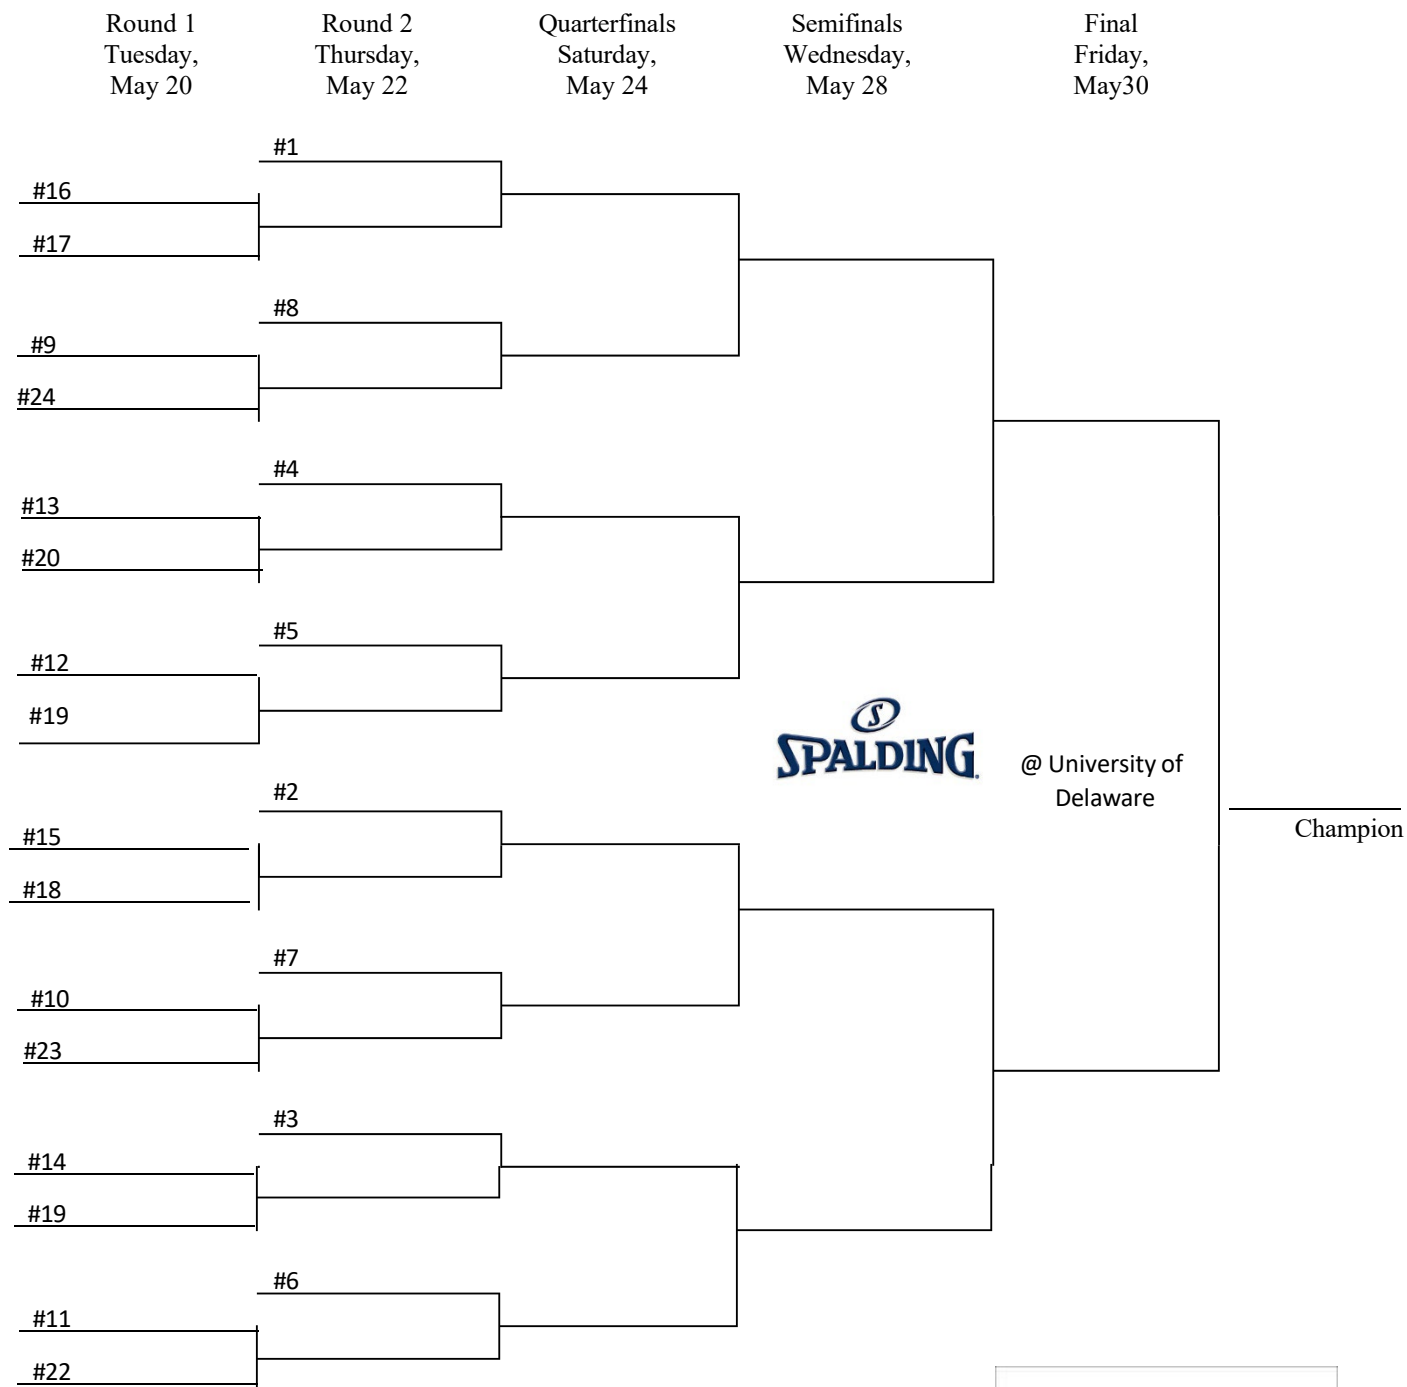 Round 1
Tuesday,
May 20
Round 2
Thursday,
May 22
Quarterfinals
Saturday,
May 24
Semifinals
Wednesday,
May 28
Final
Friday,
May30
#1
#16
#17
#8
#9
#24
#4
#13
#20
#5
#12
#19
S
SPALDING
@ University of
Delaware
Champion
#2
#15
#18
#7
#10
#23
#3
#14
#19
#6
#11
#22